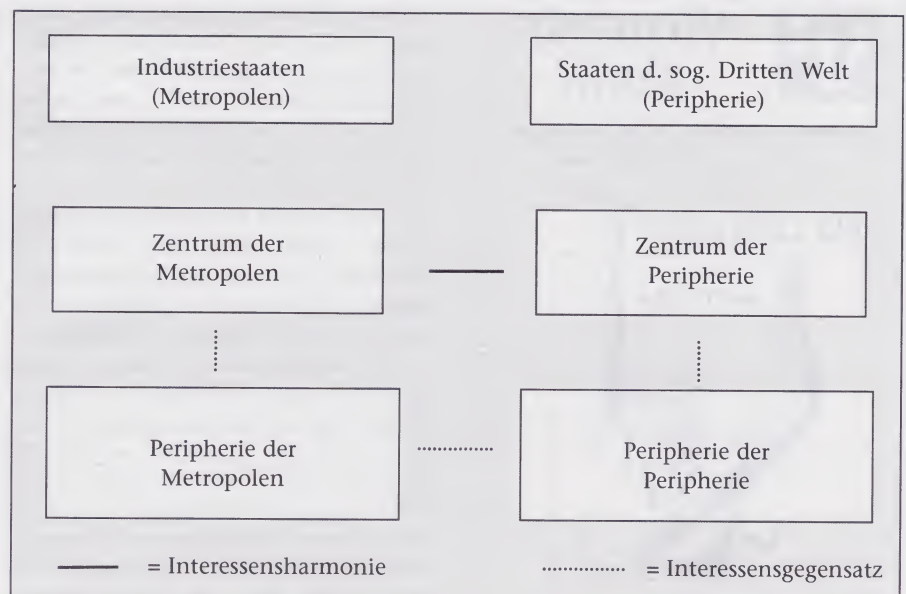 Industriestaaten
(Metropolen)
Staaten d. sog. Dritten Welt
(Peripherie)
Zentrum der
Metropolen
Zentrum der
Peripherie
Peripherie der
Metropolen
Peripherie der
Peripherie
= Interessensharmonie
= Interessensgegensatz